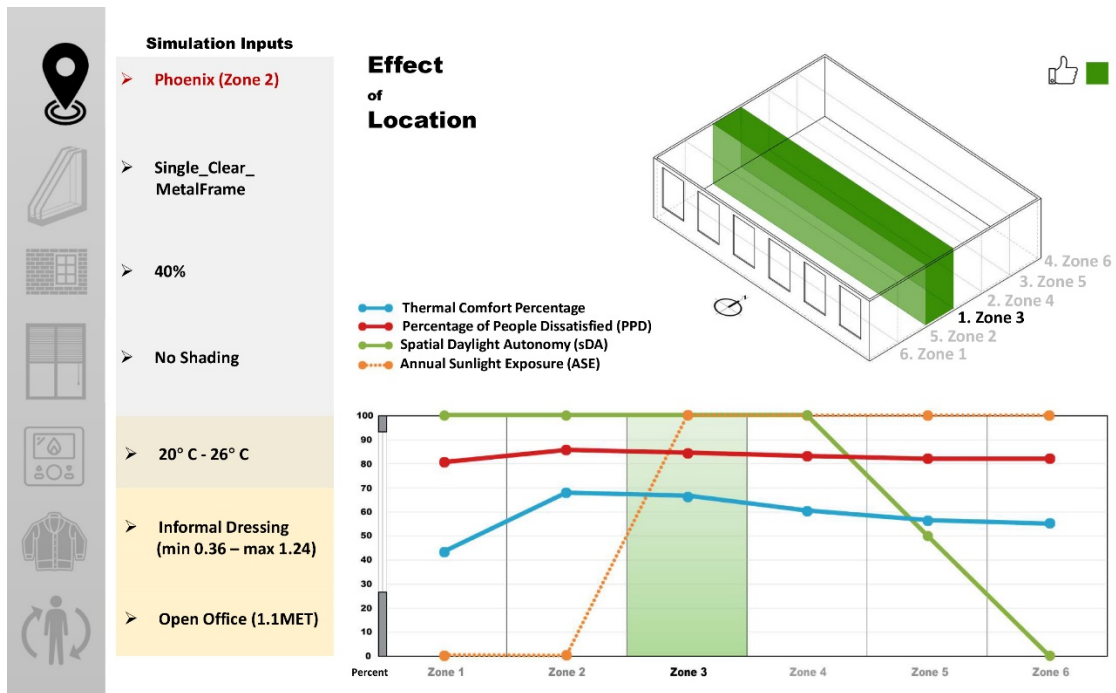 Simulation Inputs
Phoenix (Zone 2)
Single_Clear_
MetalFrame
40%
No Shading
20° C - 26° C
Informal Dressing
(min 0.36 – max 1.24)
Open Office (1.1MET)
Effect
of
Location
4. Zone 6
3. Zone 5
2. Zone 4
1. Zone 3
5. Zone 2
6. Zone 1
Thermal Comfort Percentage
Percentage of People Dissatisfied (PPD)
Spatial Daylight Autonomy (sDA)
Annual Sunlight Exposure (ASE)
100
90
80
70
60
50
40
30
20
10
0
Percent
Zone 1
Zone 2
Zone 3
Zone 4
Zone 5
Zone 6